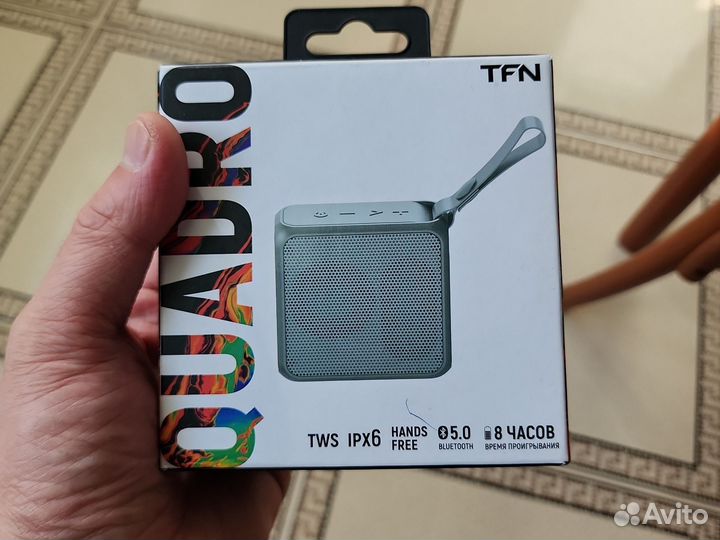 TFN
QUADRO
TWS IPX6 HANDS FREE 5.0 BLUETOOTH 8 ЧАСОВ ВРЕМЯ ПРОИГРЫВАНИЯ
Avito